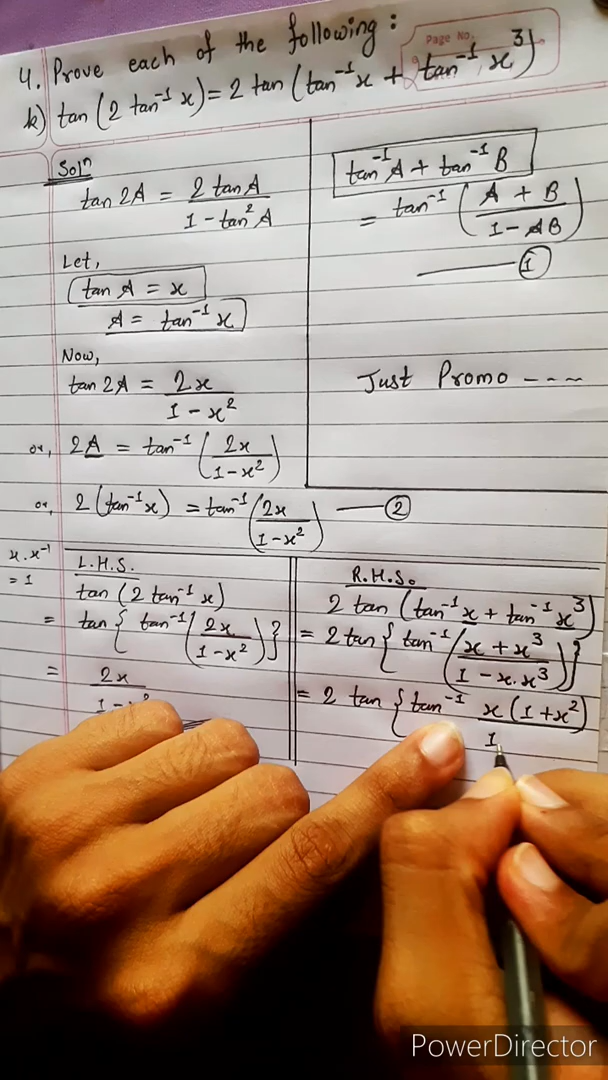 Page No.
4. Prove each of the following :
k) tan (2 tan⁻¹ x) = 2 tan (tan⁻¹ x + tan⁻¹ x³)
Solⁿ
tan 2A = 2 tan A / 1 - tan² A
Let,
tan A = x
A = tan⁻¹ x
Now,
tan 2A = 2x / 1 - x²
or, 2A = tan⁻¹ (2x / 1 - x²)
or, 2 (tan⁻¹ x) = tan⁻¹ (2x / 1 - x²) —— ②
tan⁻¹ A + tan⁻¹ B
= tan⁻¹ (A + B / 1 - AB)
—— ①
Just Promo ----
x . x⁻¹
= 1
L.H.S.
tan (2 tan⁻¹ x)
= tan { tan⁻¹ (2x / 1 - x²) }
= 2x / 1 -
R.H.S.
2 tan (tan⁻¹ x + tan⁻¹ x³)
= 2 tan { tan⁻¹ (x + x³ / 1 - x . x³) }
= 2 tan { tan⁻¹ x (1 + x²) / 1
PowerDirector